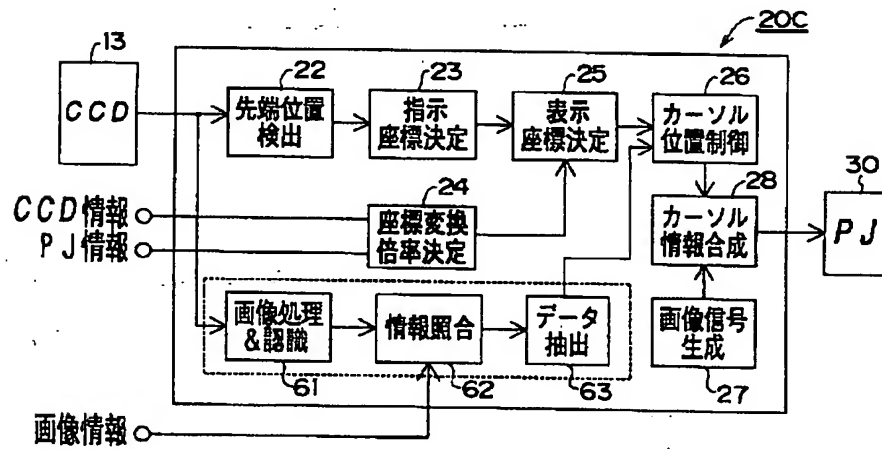 20C
13
CCD
22
先端位置
検出
23
指示
座標決定
25
表示
座標決定
26
カーソル
位置制御
CCD情報
PJ情報
24
座標変換
倍率決定
28
カーソル
情報合成
30
PJ
画像処理
&認識
61
情報照合
62
データ
抽出
63
画像信号
生成
27
画像情報